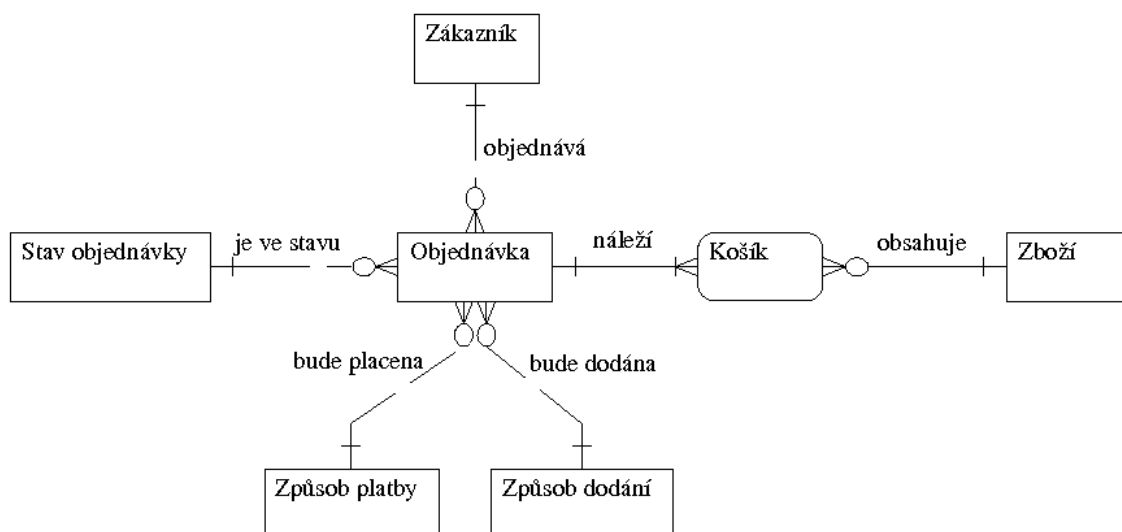 Zákazník
objednává
Stav objednávky
je ve stavu
Objednávka
náleží
Košík
obsahuje
Zboží
bude placena
bude dodána
Způsob platby
Způsob dodání